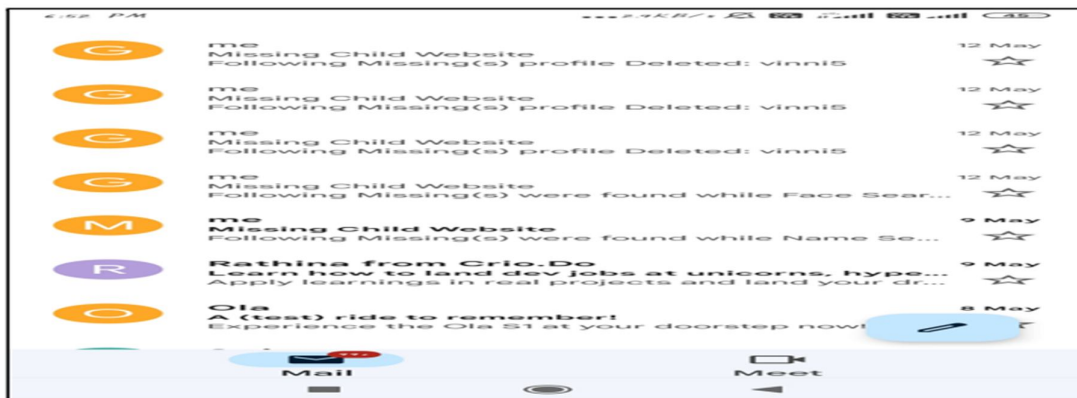 6:52 PM
45
G
me
12 May
Missing Child Website
Following Missing(s) profile Deleted: vinni5
G
me
12 May
Missing Child Website
Following Missing(s) profile Deleted: vinni5
G
me
12 May
Missing Child Website
Following Missing(s) profile Deleted: vinni5
G
me
12 May
Missing Child Website
Following Missing(s) were found while Face Sear...
M
me
9 May
Missing Child Website
Following Missing(s) were found while Name Se...
R
Rathina from Crio.Do
9 May
Learn how to land dev jobs at unicorns, hype...
Apply learnings in real projects and land your dr...
O
Ola
8 May
A (test) ride to remember!
Experience the Ola S1 at your doorstep now!
Mail
Meet